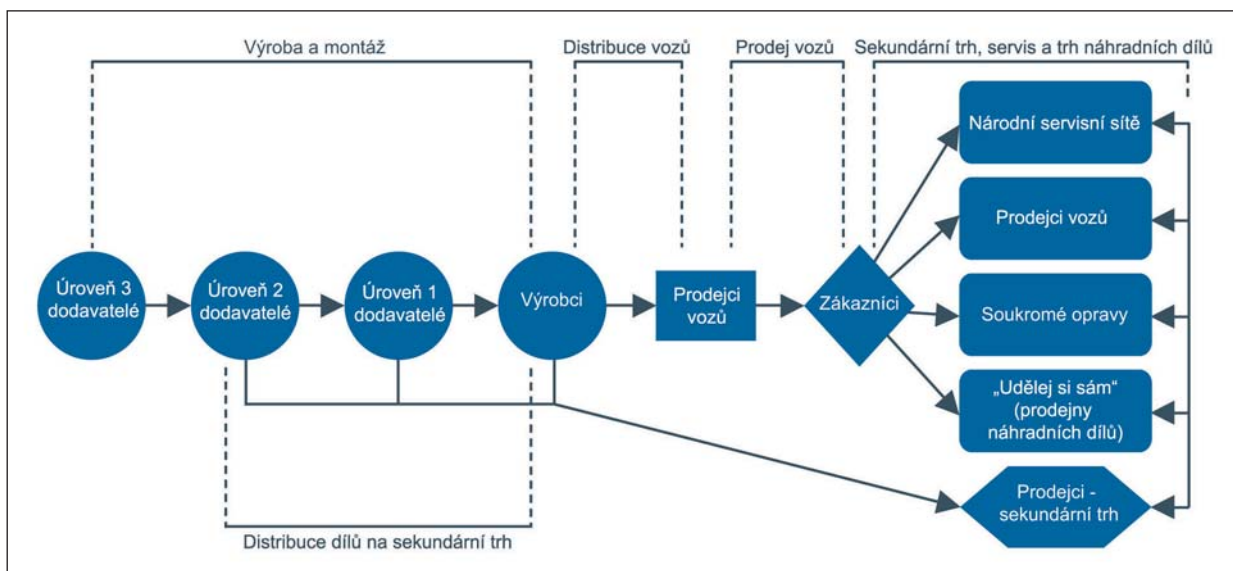 Výroba a montáž
Distribuce vozů
Prodej vozů
Sekundární trh, servis a trh náhradních dílů
Národní servisní sítě
Prodejci vozů
Úroveň 3
dodavatelé
Úroveň 2
dodavatelé
Úroveň 1
dodavatelé
Výrobci
Prodejci
vozů
Zákazníci
Soukromé opravy
„Udělej si sám“
(prodejny
náhradních dílů)
Prodejci -
sekundární trh
Distribuce dílů na sekundární trh